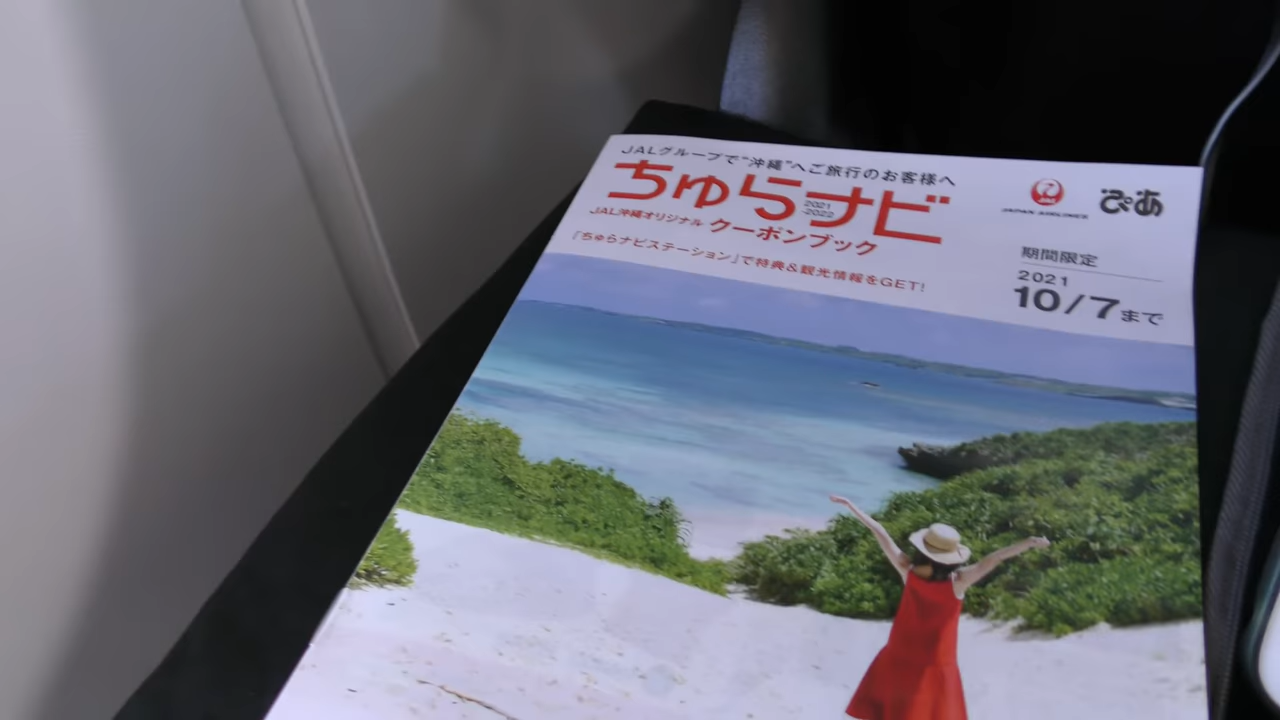 JALグループで“沖縄”へご旅行のお客様へ
ちゅらナビ
2021
-2022
JAL沖縄オリジナル クーポンブック
『ちゅらナビステーション』で特典&観光情報をGET!
JAL
JAPAN AIRLINES
ぴあ
期間限定
2021
10/7まで